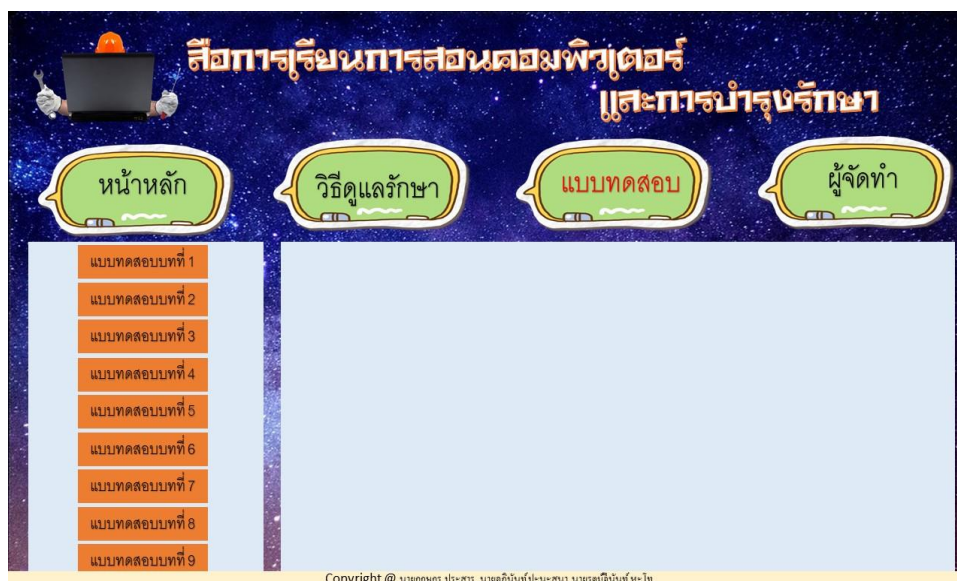 สื่อการเรียนการสอนคอมพิวเตอร์
และการบำรุงรักษา
หน้าหลัก
วิธีดูแลรักษา
แบบทดสอบ
ผู้จัดทำ
แบบทดสอบบทที่ 1
แบบทดสอบบทที่ 2
แบบทดสอบบทที่ 3
แบบทดสอบบทที่ 4
แบบทดสอบบทที่ 5
แบบทดสอบบทที่ 6
แบบทดสอบบทที่ 7
แบบทดสอบบทที่ 8
แบบทดสอบบทที่ 9
Copyright @